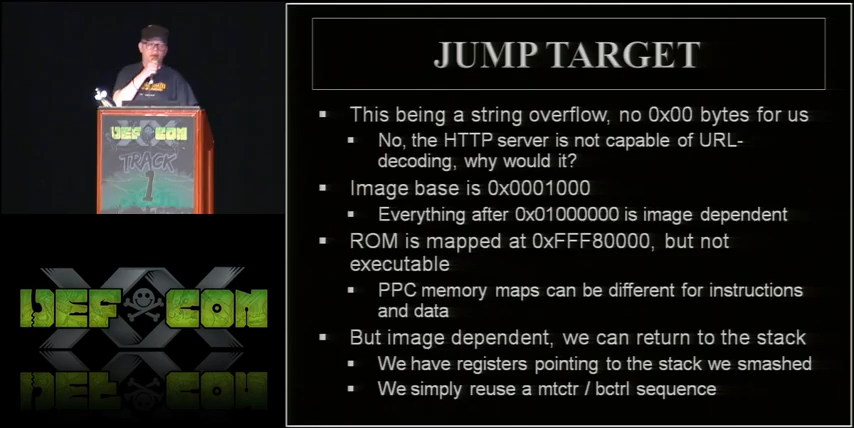 JUMP TARGET
This being a string overflow, no 0x00 bytes for us
No, the HTTP server is not capable of URL-
decoding, why would it?
Image base is 0x0001000
Everything after 0x01000000 is image dependent
ROM is mapped at 0xFFF80000, but not
executable
PPC memory maps can be different for instructions
and data
But image dependent, we can return to the stack
We have registers pointing to the stack we smashed
We simply reuse a mtctr / bctrl sequence
DEF CON
TRACK
1
XX
DEF CON